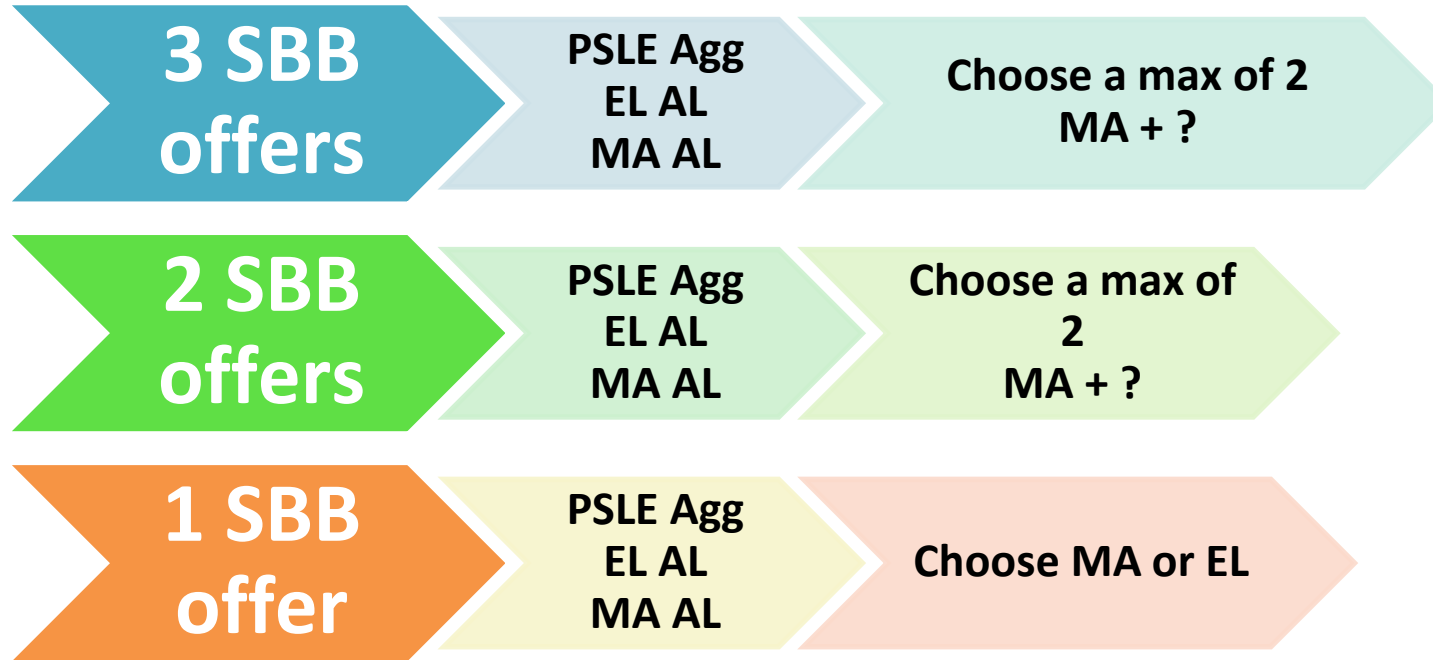 3 SBB
offers
PSLE Agg
EL AL
MA AL
Choose a max of 2
MA + ?
2 SBB
offers
PSLE Agg
EL AL
MA AL
Choose a max of
2
MA + ?
1 SBB
offer
PSLE Agg
EL AL
MA AL
Choose MA or EL